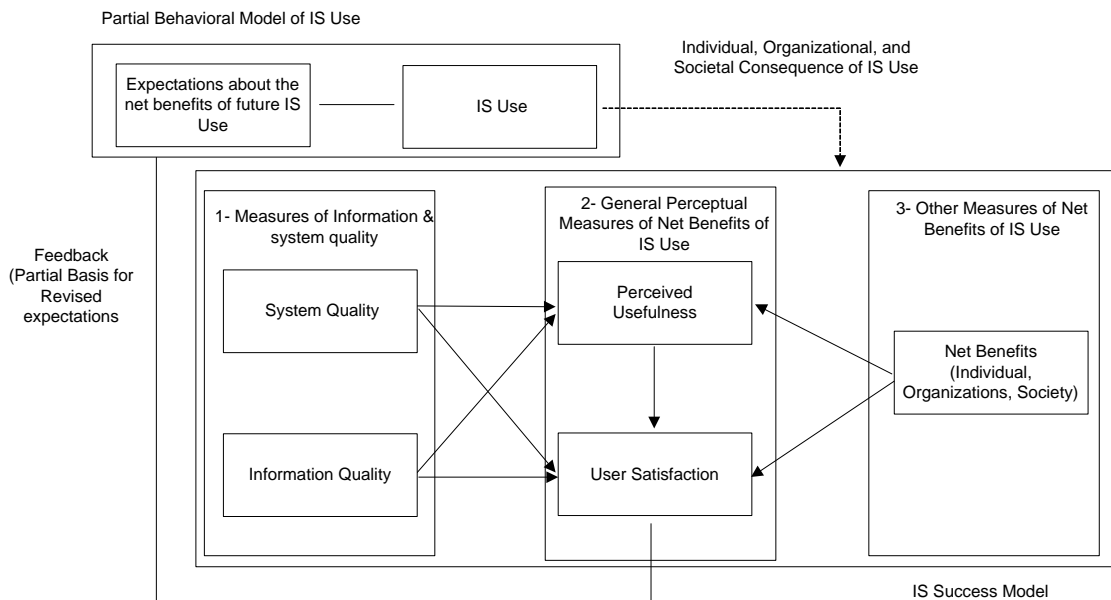 Partial Behavioral Model of IS Use
Expectations about the
net benefits of future IS
Use
IS Use
Individual, Organizational, and
Societal Consequence of IS Use
Feedback
(Partial Basis for
Revised
expectations
1- Measures of Information &
system quality
System Quality
Information Quality
2- General Perceptual
Measures of Net Benefits of
IS Use
Perceived
Usefulness
User Satisfaction
3- Other Measures of Net
Benefits of IS Use
Net Benefits
(Individual,
Organizations, Society)
IS Success Model